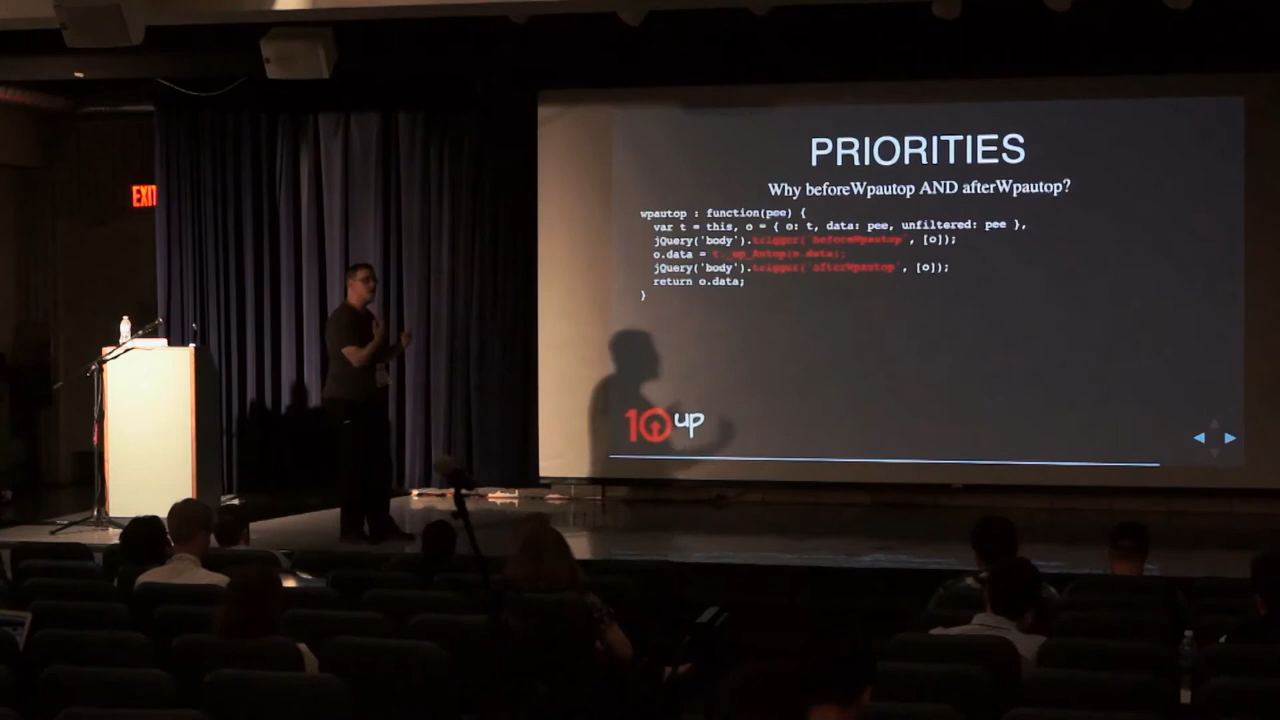 EXIT
PRIORITIES
Why beforeWpautop AND afterWpautop?
wpautop : function(pee) {
var t = this, o = { o: t, data: pee, unfiltered: pee },
jQuery('body').trigger('beforeWpautop', [o]);
o.data = t._wp_Autop(o.data);
jQuery('body').trigger('afterWpautop', [o]);
return o.data;
}
10up